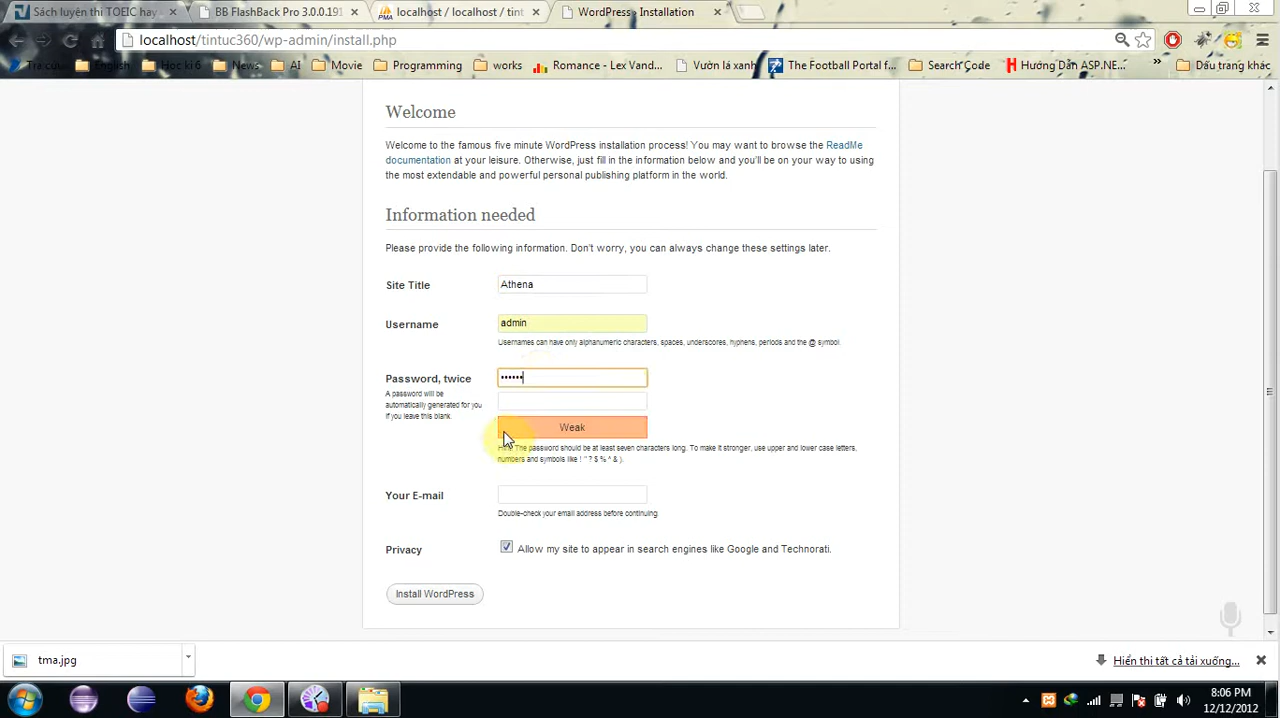 Sách luyện thi TOEIC hay
BB FlashBack Pro 3.0.0.191
localhost / localhost / tint
WordPress › Installation
localhost/tintuc360/wp-admin/install.php
Tra cứu
English
Học kì 6
News
AI
Movie
Programming
works
Romance - Lex Vand...
Vườn lá xanh
The Football Portal f...
Search Code
Hướng Dẫn ASP.NE...
»
Dấu trang khác
Welcome
Welcome to the famous five minute WordPress installation process! You may want to browse the ReadMe
documentation at your leisure. Otherwise, just fill in the information below and you'll be on your way to using
the most extendable and powerful personal publishing platform in the world.
Information needed
Please provide the following information. Don't worry, you can always change these settings later.
Site Title
Athena
Username
admin
Usernames can have only alphanumeric characters, spaces, underscores, hyphens, periods and the @ symbol.
Password, twice
••••••
A password will be
automatically generated for you
if you leave this blank.
Weak
Hint: The password should be at least seven characters long. To make it stronger, use upper and lower case letters,
numbers and symbols like ! " ? $ % ^ & ).
Your E-mail
Double-check your email address before continuing.
Privacy
Allow my site to appear in search engines like Google and Technorati.
Install WordPress
tma.jpg
Hiển thị tất cả tải xuống...
8:06 PM
12/12/2012